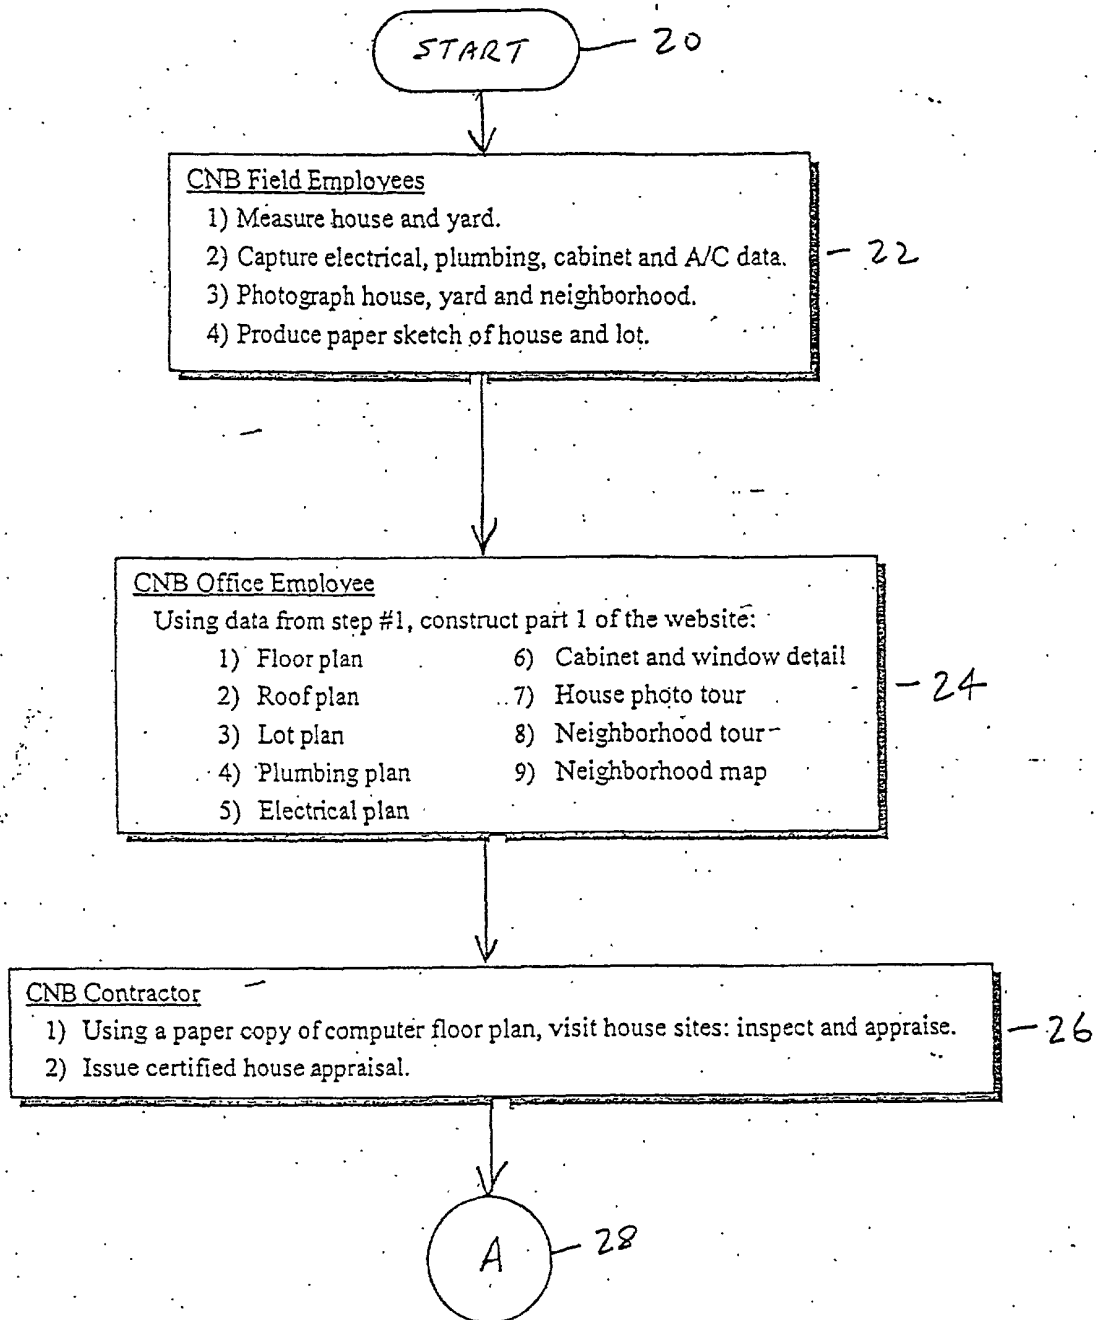 START
20
CNB Field Employees
1) Measure house and yard.
2) Capture electrical, plumbing, cabinet and A/C data.
3) Photograph house, yard and neighborhood.
4) Produce paper sketch of house and lot.
22
CNB Office Employee
Using data from step #1, construct part 1 of the website:
1) Floor plan
2) Roof plan
3) Lot plan
4) Plumbing plan
5) Electrical plan
6) Cabinet and window detail
7) House photo tour
8) Neighborhood tour
9) Neighborhood map
24
CNB Contractor
1) Using a paper copy of computer floor plan, visit house sites: inspect and appraise.
2) Issue certified house appraisal.
26
A
28